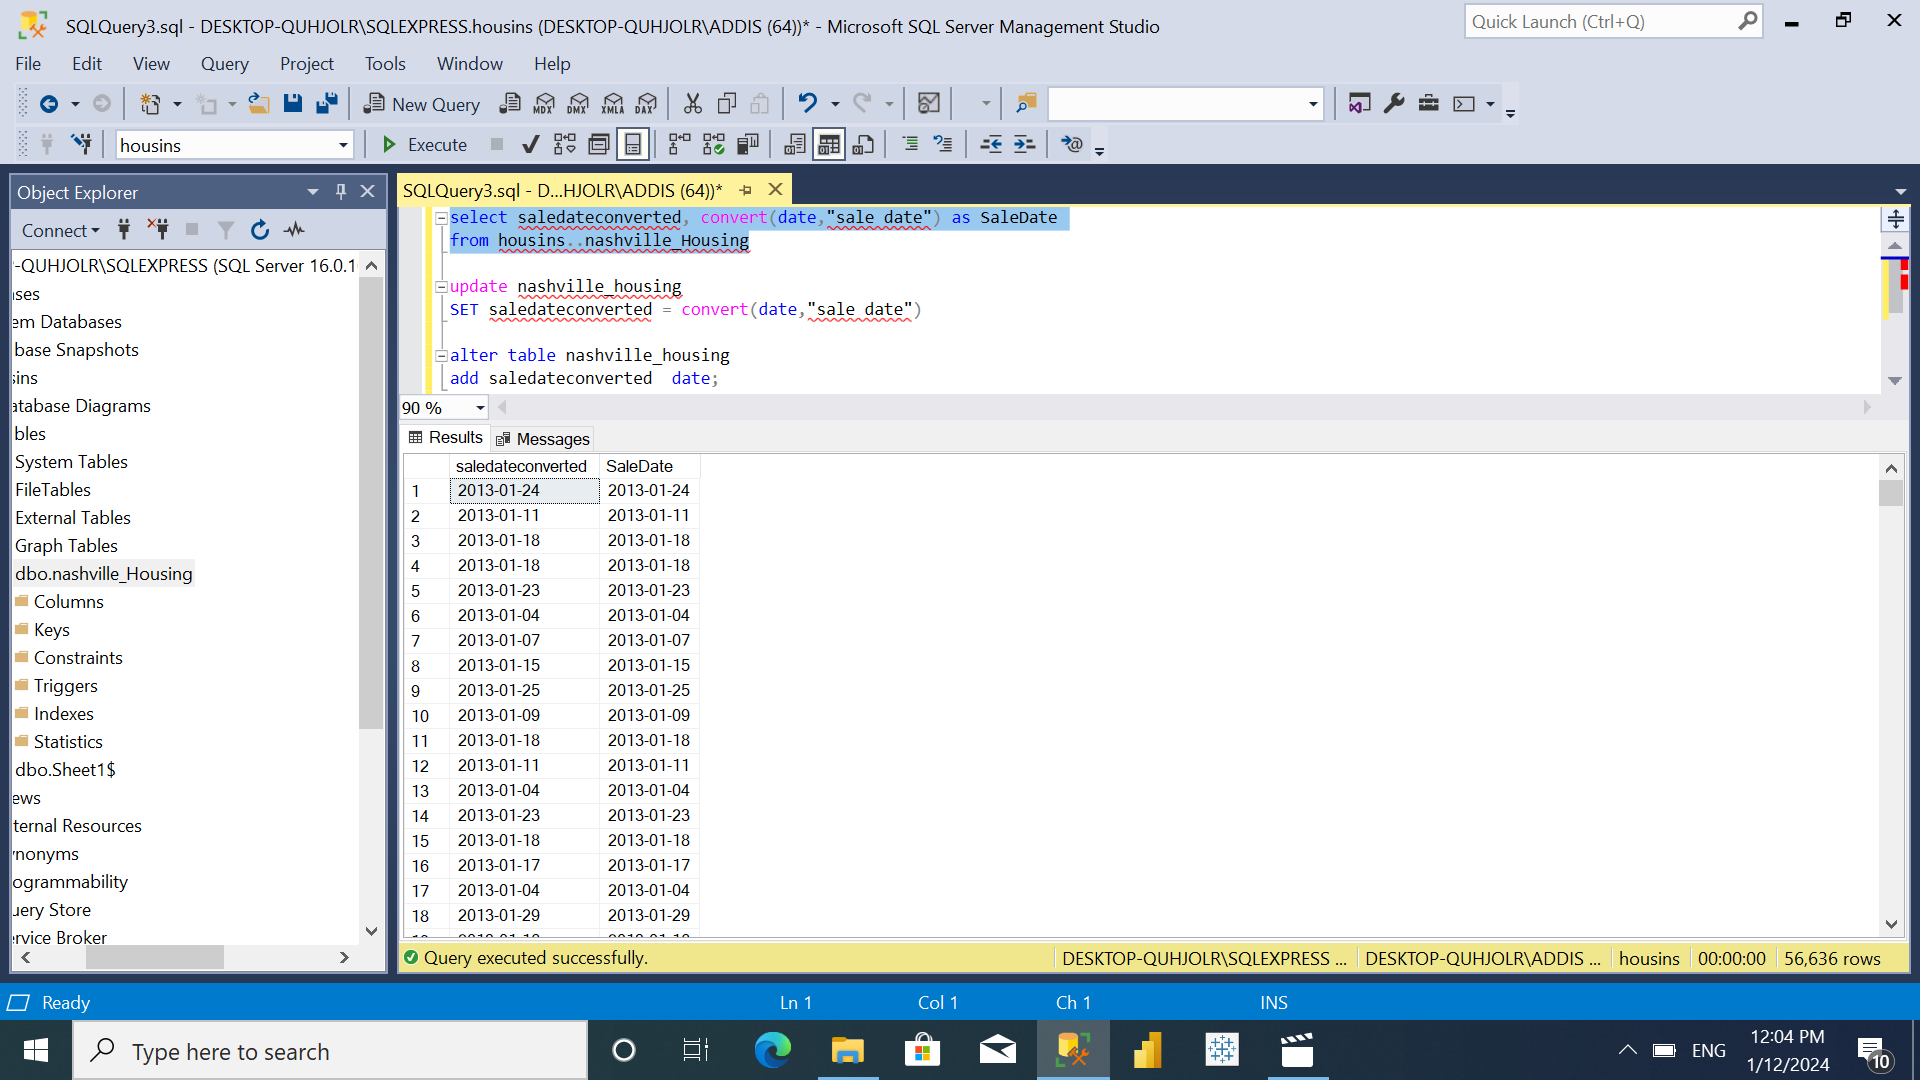 SQLQuery3.sql - DESKTOP-QUHJOLR\SQLEXPRESS.housins (DESKTOP-QUHJOLR\ADDIS (64))* - Microsoft SQL Server Management Studio
Quick Launch (Ctrl+Q)
File Edit View Query Project Tools Window Help
New Query MDX DMX XMLA DAX
housins Execute
Object Explorer
Connect
-QUHJOLR\SQLEXPRESS (SQL Server 16.0.1
ses
em Databases
base Snapshots
sins
atabase Diagrams
bles
System Tables
FileTables
External Tables
Graph Tables
dbo.nashville_Housing
Columns
Keys
Constraints
Triggers
Indexes
Statistics
dbo.Sheet1$
ews
ternal Resources
ynonyms
ogrammability
uery Store
ervice Broker
SQLQuery3.sql - D...HJOLR\ADDIS (64))*
select saledateconverted, convert(date,"sale date") as SaleDate
from housins..nashville_Housing
update nashville_housing
SET saledateconverted = convert(date,"sale date")
alter table nashville_housing
add saledateconverted  date;
90 %
Results Messages
saledateconverted SaleDate
1 2013-01-24 2013-01-24
2 2013-01-11 2013-01-11
3 2013-01-18 2013-01-18
4 2013-01-18 2013-01-18
5 2013-01-23 2013-01-23
6 2013-01-04 2013-01-04
7 2013-01-07 2013-01-07
8 2013-01-15 2013-01-15
9 2013-01-25 2013-01-25
10 2013-01-09 2013-01-09
11 2013-01-18 2013-01-18
12 2013-01-11 2013-01-11
13 2013-01-04 2013-01-04
14 2013-01-23 2013-01-23
15 2013-01-18 2013-01-18
16 2013-01-17 2013-01-17
17 2013-01-04 2013-01-04
18 2013-01-29 2013-01-29
Query executed successfully. DESKTOP-QUHJOLR\SQLEXPRESS ... DESKTOP-QUHJOLR\ADDIS ... housins 00:00:00 56,636 rows
Ready Ln 1 Col 1 Ch 1 INS
Type here to search
ENG
12:04 PM
1/12/2024
10